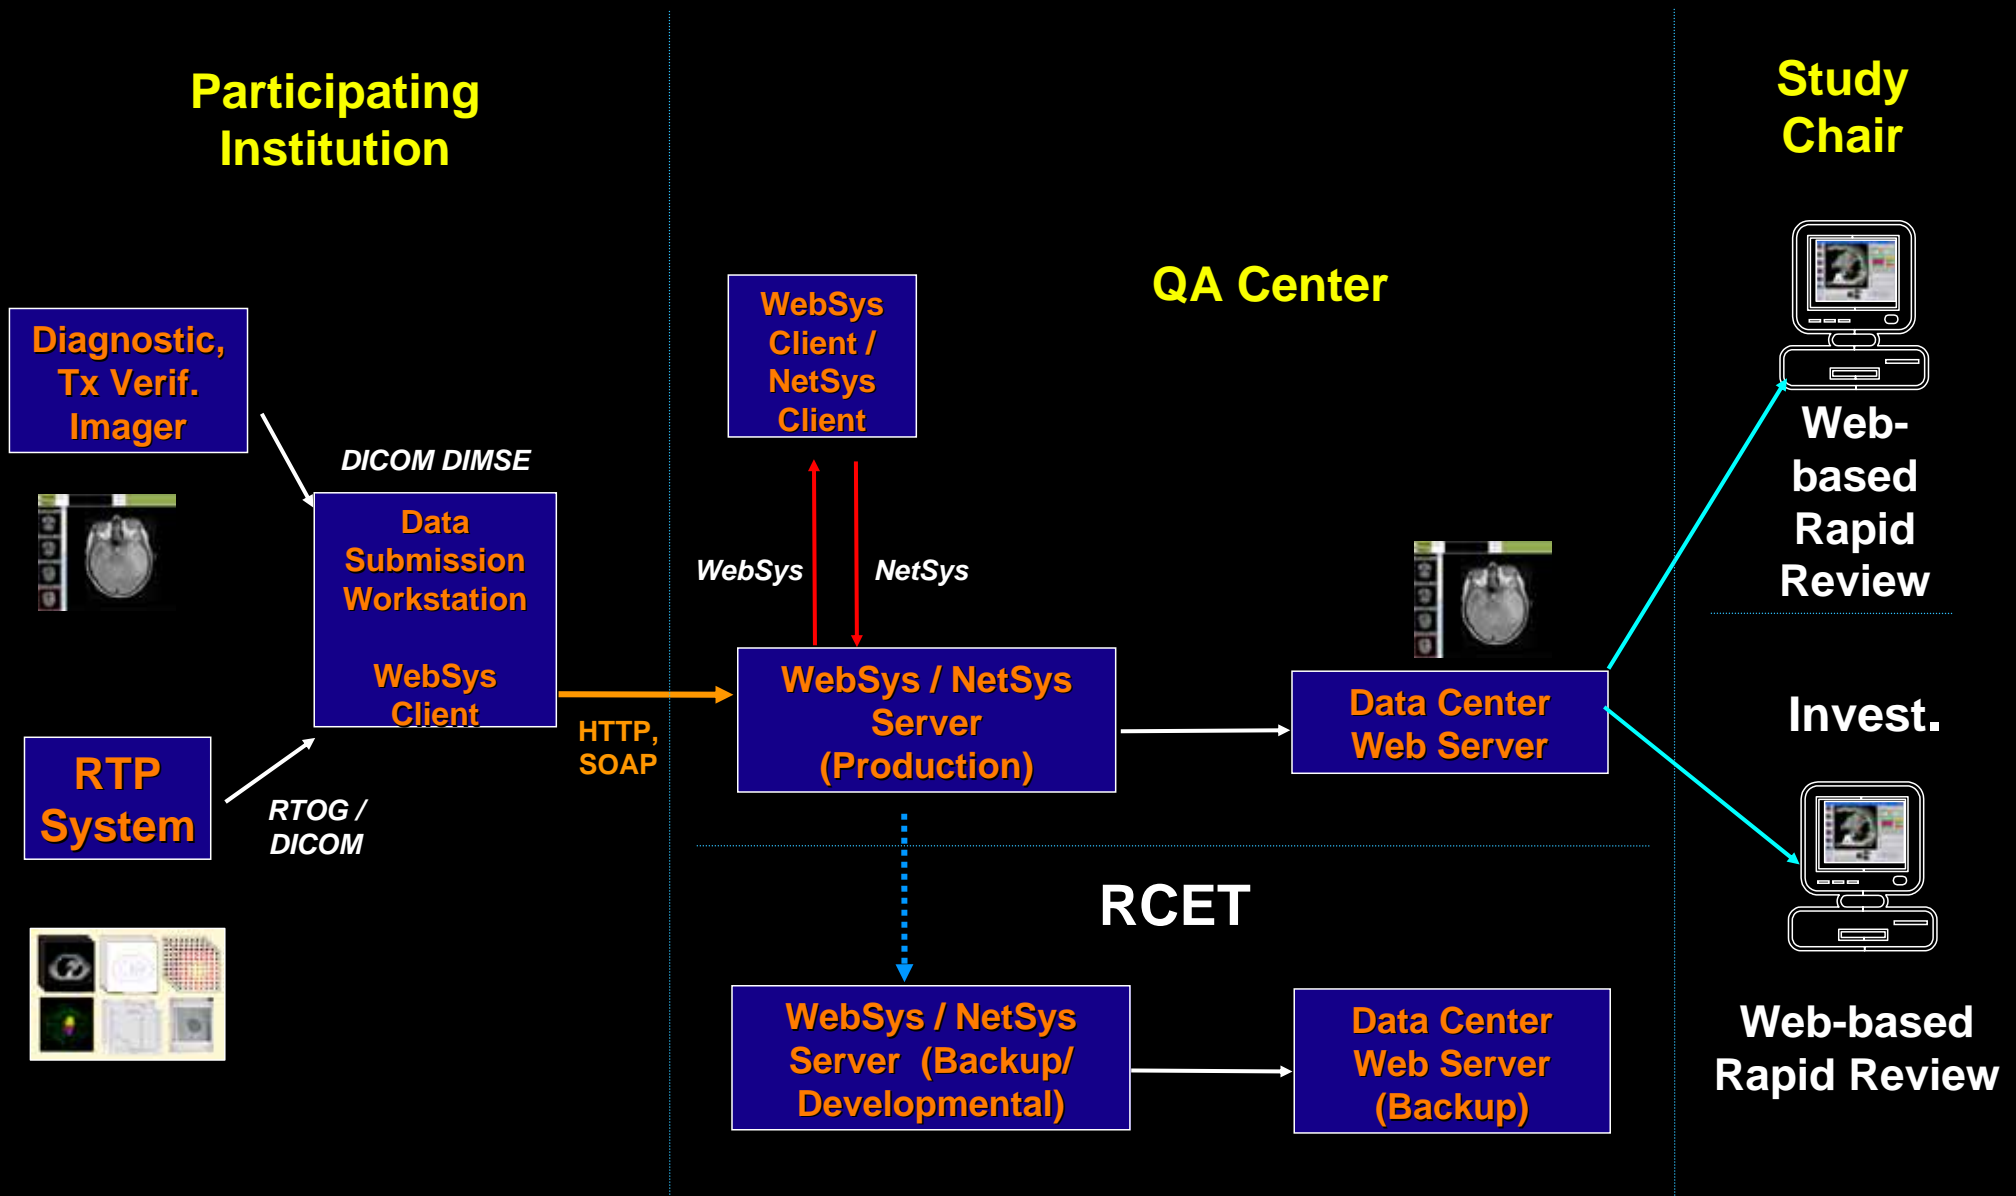 Participating
Institution
Diagnostic,
Tx Verif.
Imager
DICOM DIMSE
Data
Submission
Workstation
WebSys
Client
RTP
System
RTOG /
DICOM
HTTP,
SOAP
QA Center
WebSys
Client /
NetSys
Client
WebSys
NetSys
WebSys / NetSys
Server
(Production)
Data Center
Web Server
RCET
WebSys / NetSys
Server (Backup/
Developmental)
Data Center
Web Server
(Backup)
Study
Chair
Web-
based
Rapid
Review
Invest.
Web-based
Rapid Review